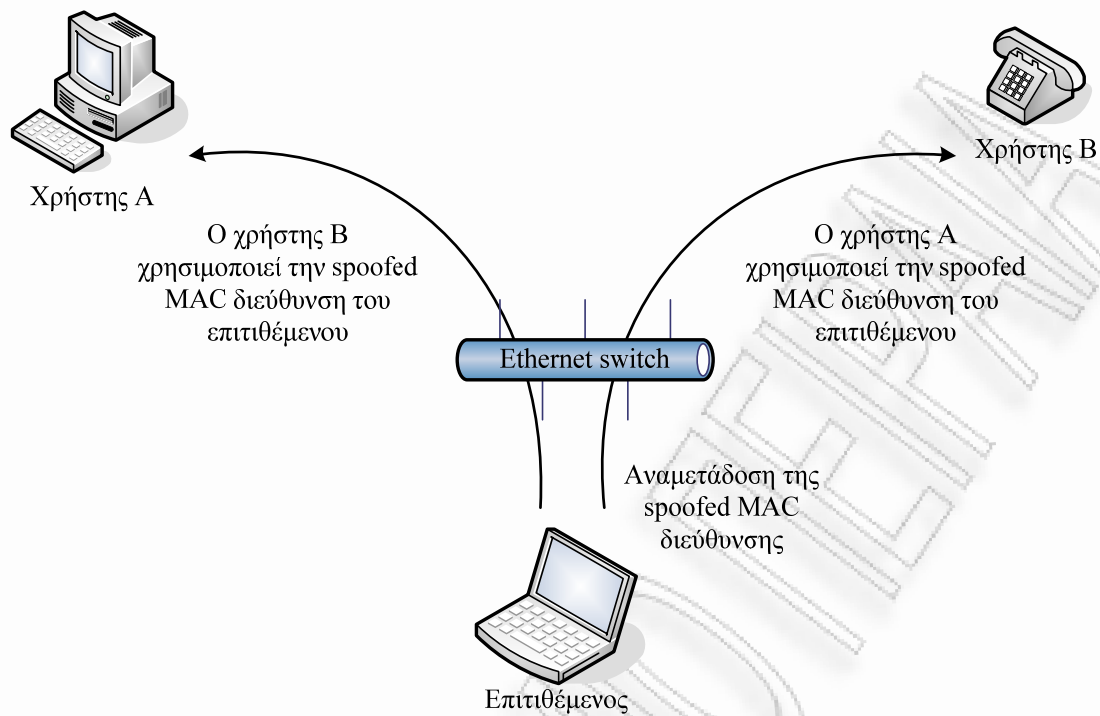 Χρήστης Α
Χρήστης Β
Ο χρήστης Β
χρησιμοποιεί την spoofed
MAC διεύθυνση του
επιτιθέμενου
Ο χρήστης Α
χρησιμοποιεί την spoofed
MAC διεύθυνση του
επιτιθέμενου
Ethernet switch
Αναμετάδοση της
spoofed MAC
διεύθυνσης
Επιτιθέμενος